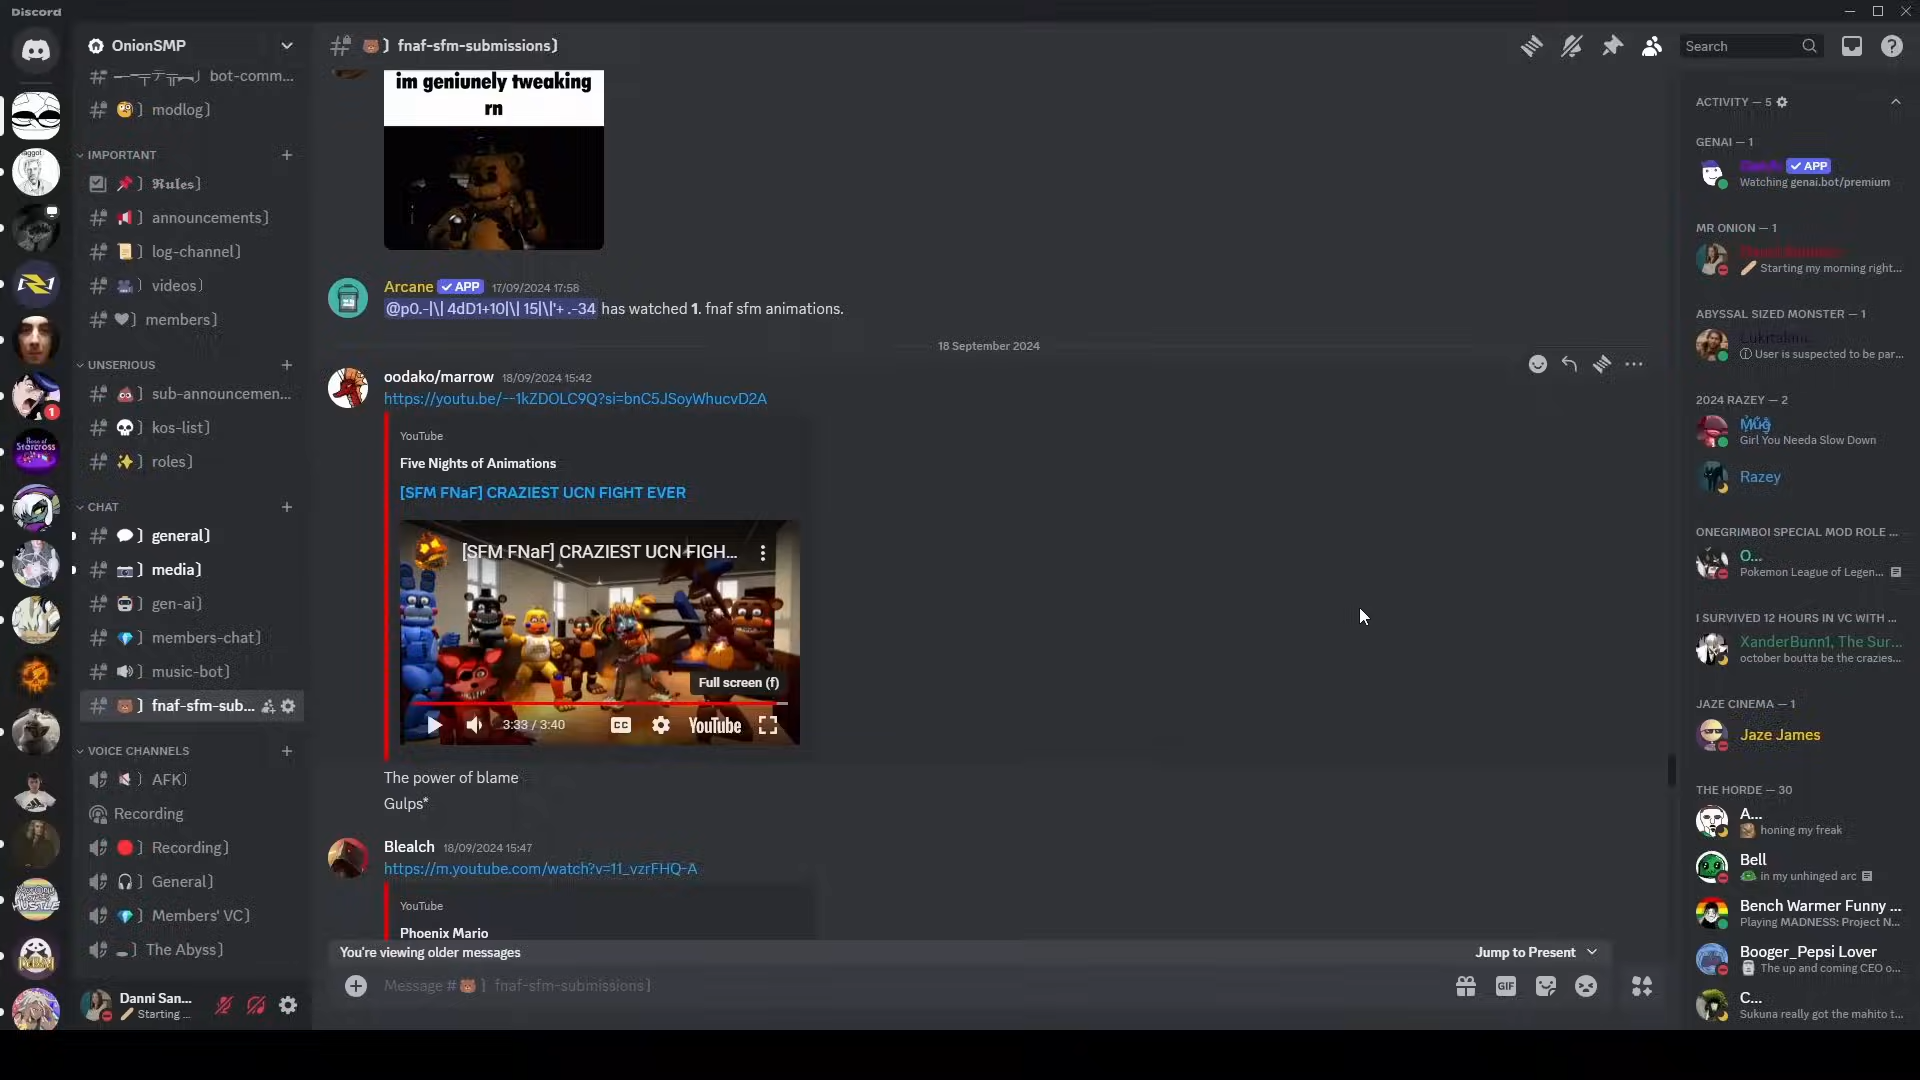 Discord
OnionSMP
bot-comm...
modlog〕
IMPORTANT
〕 𝕽𝖚𝖑𝖊𝖘〕
〕 announcements〕
〕 log-channel〕
〕 videos〕
〕 members〕
UNSERIOUS
〕 sub-announcemen...
〕 kos-list〕
〕 roles〕
CHAT
〕 general〕
〕 media〕
〕 gen-ai〕
〕 members-chat〕
〕 music-bot〕
〕 fnaf-sfm-sub...
VOICE CHANNELS
〕 AFK〕
Recording
〕 Recording〕
〕 General〕
〕 Members' VC〕
〕 The Abyss〕
Danni San...
Starting ...
〕 fnaf-sfm-submissions〕
Search
im geniunely tweaking
rn
Arcane APP 17/09/2024 17:58
@p0.-|\| 4dD1+10|\| 15|\|'+ .-34 has watched 1. fnaf sfm animations.
18 September 2024
oodako/marrow 18/09/2024 15:42
https://youtu.be/--1kZDOLC9Q?si=bnC5JSoyWhucvD2A
YouTube
Five Nights of Animations
[SFM FNaF] CRAZIEST UCN FIGHT EVER
[SFM FNaF] CRAZIEST UCN FIGH...
Full screen (f)
3:33 / 3:40
CC
YouTube
The power of blame
Gulps*
Blealch 18/09/2024 15:47
https://m.youtube.com/watch?v=11_vzrFHQ-A
YouTube
Phoenix Mario
You're viewing older messages
Jump to Present
Message # 〕 fnaf-sfm-submissions〕
GIF
ACTIVITY — 5
GENAI — 1
APP
Watching genai.bot/premium
MR ONION — 1
Starting my morning right...
ABYSSAL SIZED MONSTER — 1
User is suspected to be par...
2024 RAZEY — 2
Mug
Girl You Needa Slow Down
Razey
ONEGRIMBOI SPECIAL MOD ROLE ...
O...
Pokemon League of Legen...
I SURVIVED 12 HOURS IN VC WITH ...
XanderBunn1, The Sur...
october boutta be the crazies...
JAZE CINEMA — 1
Jaze James
THE HORDE — 30
A...
honing my freak
Bell
in my unhinged arc
Bench Warmer Funny ...
Playing MADNESS: Project N...
Booger_Pepsi Lover
The up and coming CEO o...
C...
Sukuna really got the mahito t...
1